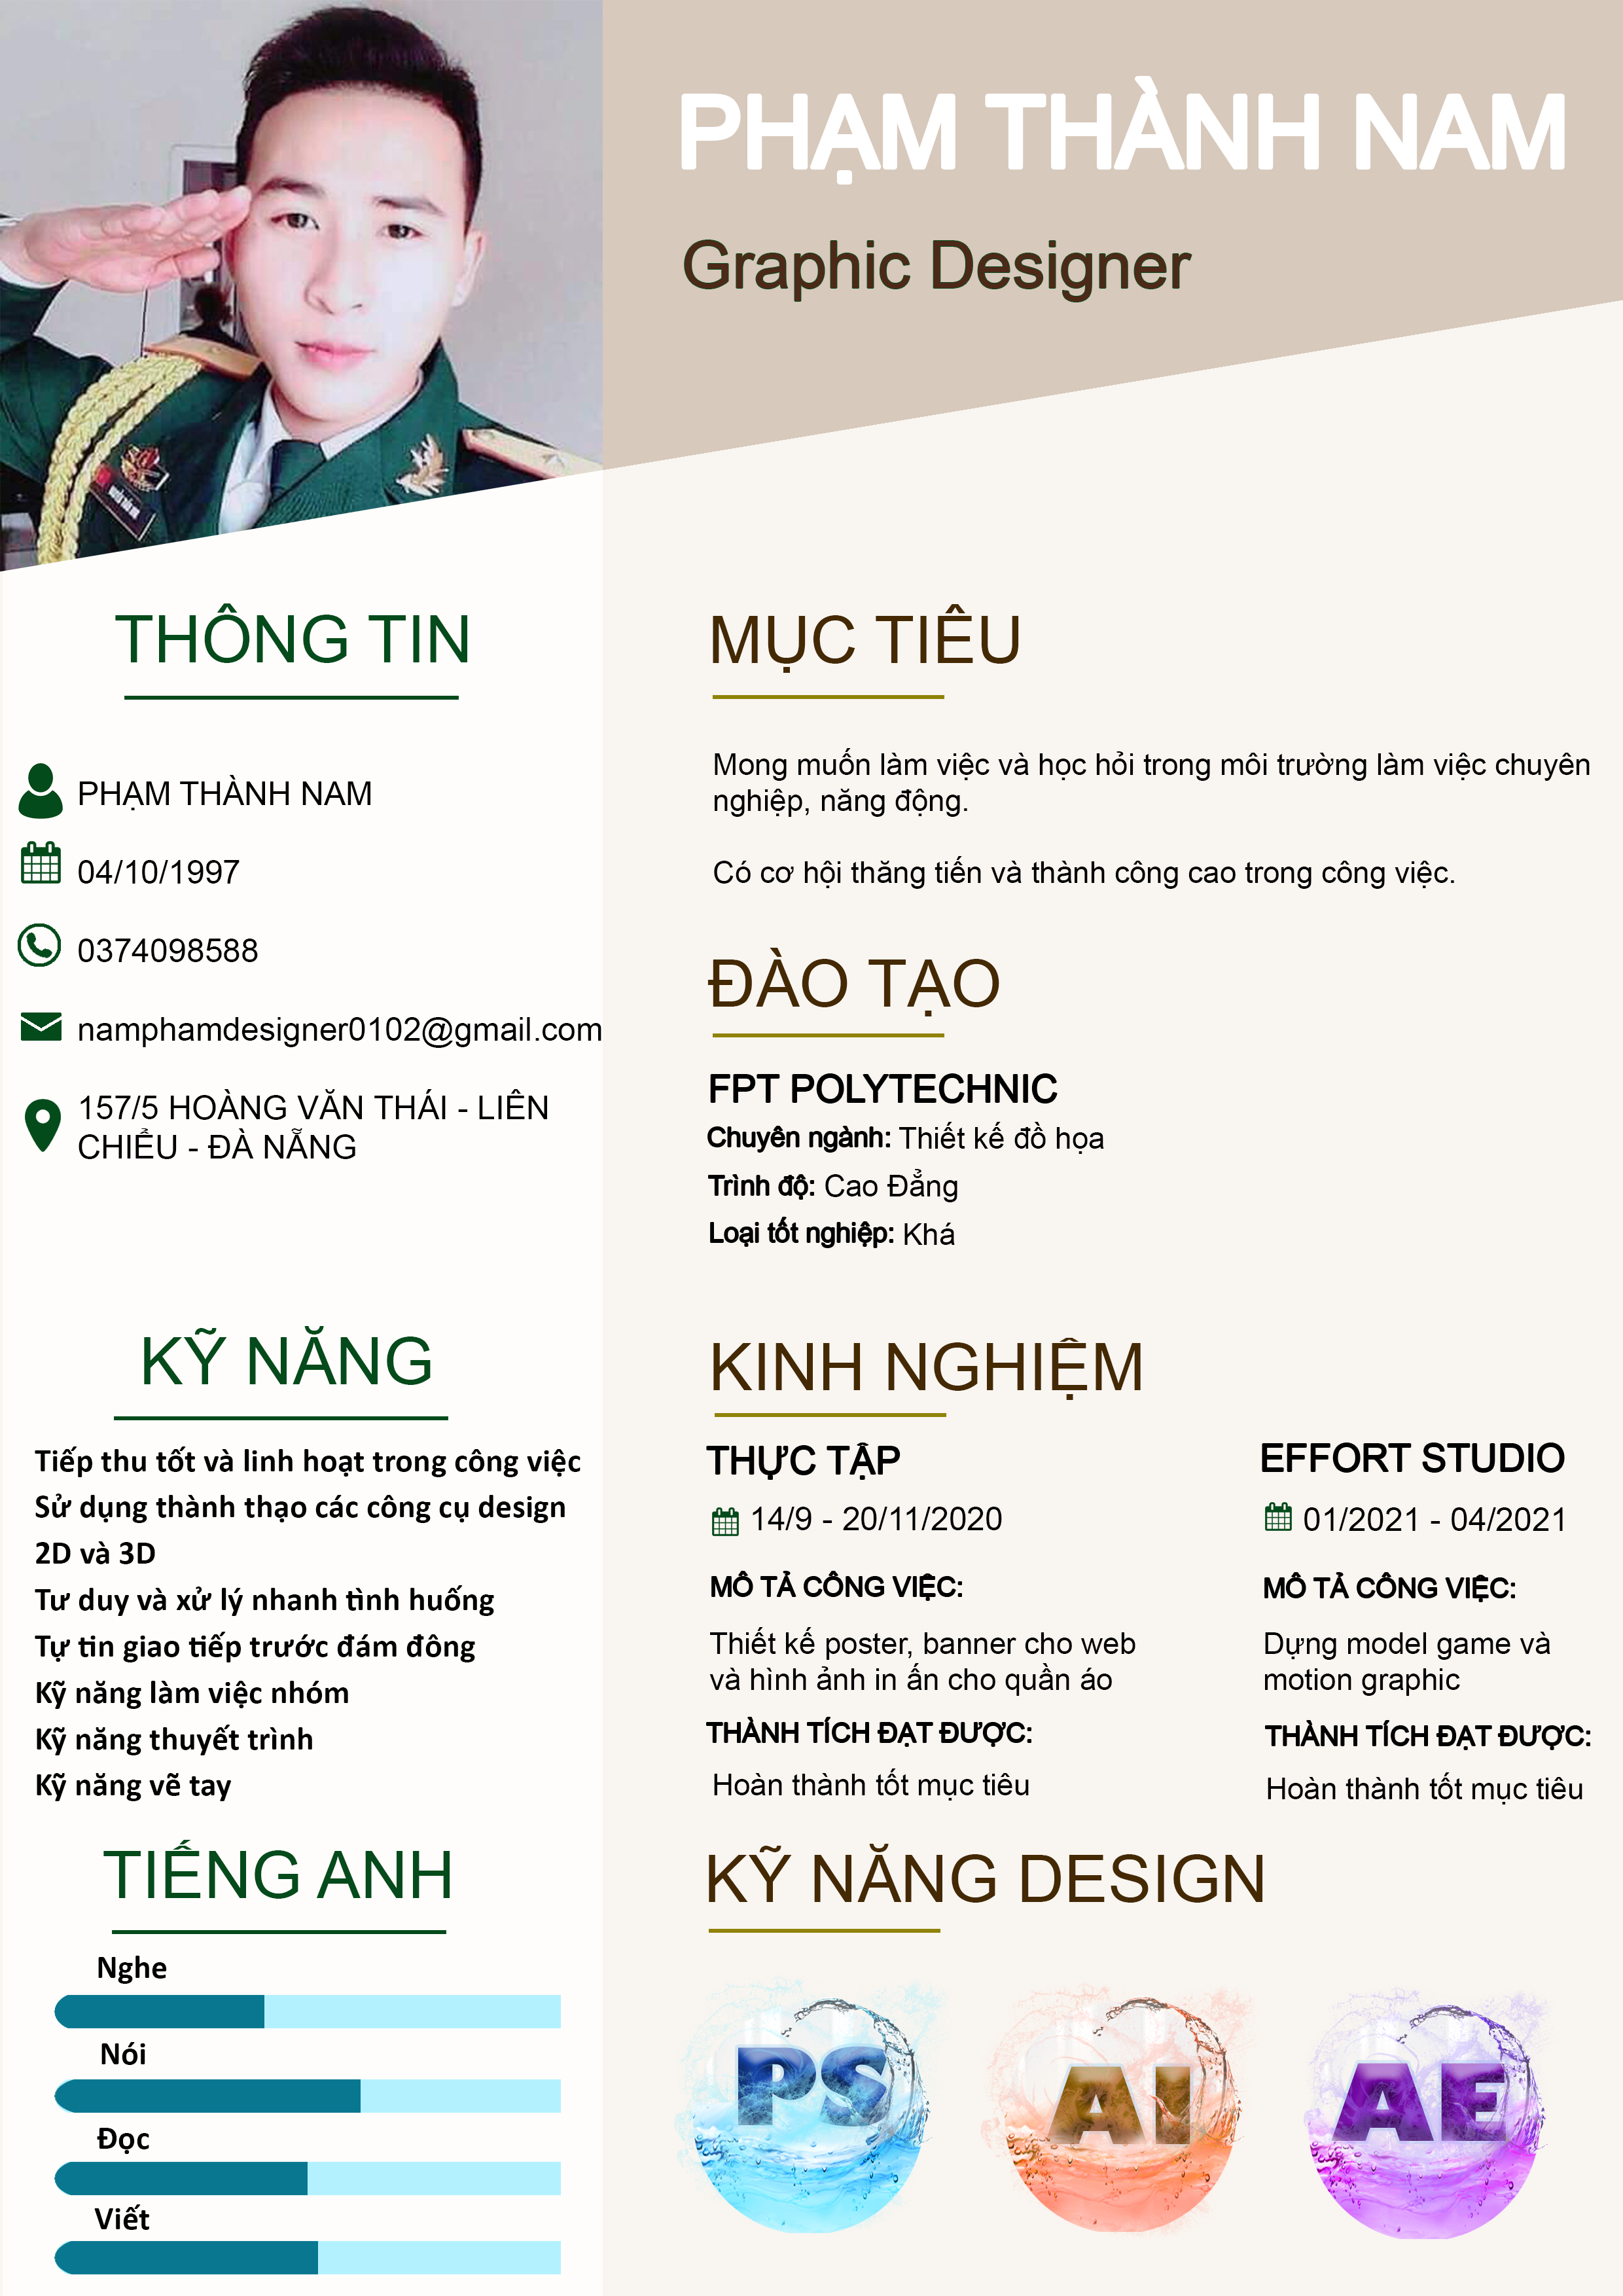 PHẠM THÀNH NAM
Graphic Designer
THÔNG TIN
PHẠM THÀNH NAM
04/10/1997
0374098588
namphamdesigner0102@gmail.com
157/5 HOÀNG VĂN THÁI - LIÊN
CHIỂU - ĐÀ NẴNG
KỸ NĂNG
Tiếp thu tốt và linh hoạt trong công việc
Sử dụng thành thạo các công cụ design
2D và 3D
Tư duy và xử lý nhanh tình huống
Tự tin giao tiếp trước đám đông
Kỹ năng làm việc nhóm
Kỹ năng thuyết trình
Kỹ năng vẽ tay
TIẾNG ANH
Nghe
Nói
Đọc
Viết
MỤC TIÊU
Mong muốn làm việc và học hỏi trong môi trường làm việc chuyên
nghiệp, năng động.
Có cơ hội thăng tiến và thành công cao trong công việc.
ĐÀO TẠO
FPT POLYTECHNIC
Chuyên ngành: Thiết kế đồ họa
Trình độ: Cao Đẳng
Loại tốt nghiệp: Khá
KINH NGHIỆM
THỰC TẬP
14/9 - 20/11/2020
MÔ TẢ CÔNG VIỆC:
Thiết kế poster, banner cho web
và hình ảnh in ấn cho quần áo
THÀNH TÍCH ĐẠT ĐƯỢC:
Hoàn thành tốt mục tiêu
EFFORT STUDIO
01/2021 - 04/2021
MÔ TẢ CÔNG VIỆC:
Dựng model game và
motion graphic
THÀNH TÍCH ĐẠT ĐƯỢC:
Hoàn thành tốt mục tiêu
KỸ NĂNG DESIGN
PS
AI
AE